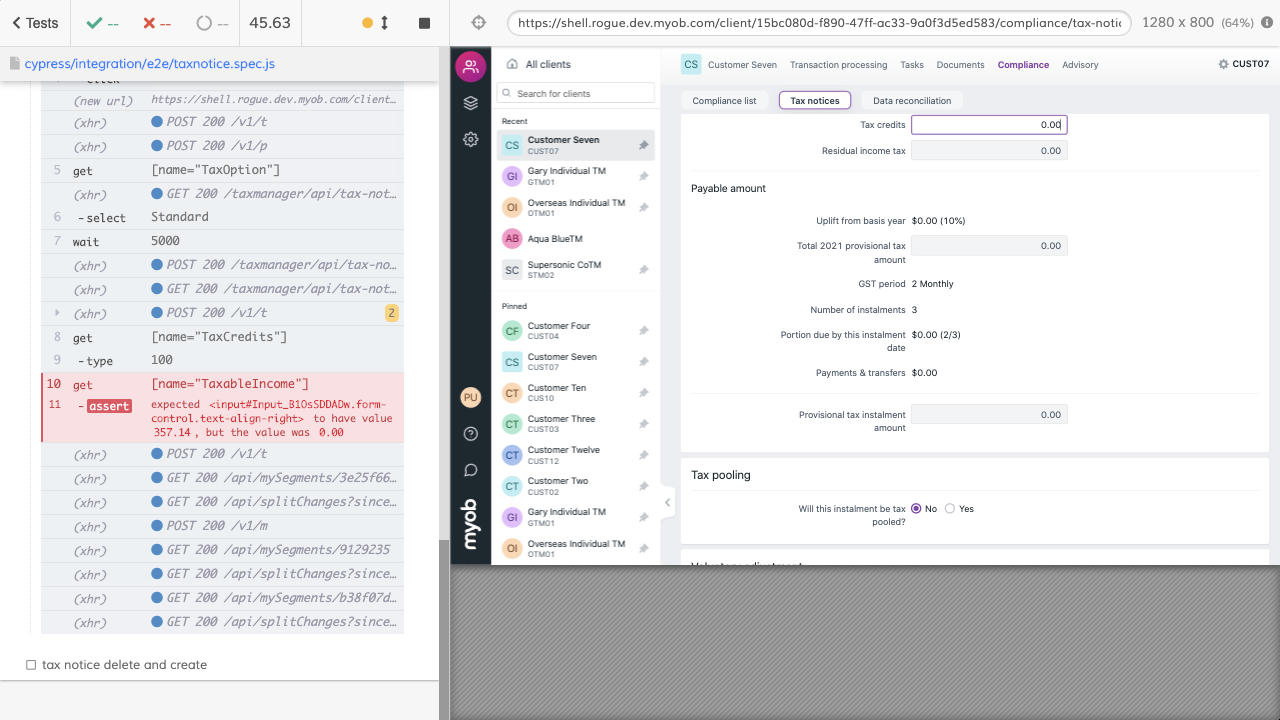 Tests
--
--
--
45.63
https://shell.rogue.dev.myob.com/client/15bc080d-f890-47ff-ac33-9a0f3d5ed583/compliance/tax-notic
1280 x 800 (64%)
cypress/integration/e2e/taxnotice.spec.js
(new url) https://shell.rogue.dev.myob.com/client…
(xhr) POST 200 /v1/t
(xhr) POST 200 /v1/p
5 get [name="TaxOption"]
(xhr) GET 200 /taxmanager/api/tax-not…
6 -select Standard
7 wait 5000
(xhr) POST 200 /taxmanager/api/tax-no…
(xhr) GET 200 /taxmanager/api/tax-not…
(xhr) POST 200 /v1/t 2
8 get [name="TaxCredits"]
9 -type 100
10 get [name="TaxableIncome"]
11 -assert expected <input#Input_B1OsSDDADw.form-
control.text-align-right> to have value
357.14, but the value was 0.00
(xhr) POST 200 /v1/t
(xhr) GET 200 /api/mySegments/3e25f66…
(xhr) GET 200 /api/splitChanges?since…
(xhr) POST 200 /v1/m
(xhr) GET 200 /api/mySegments/9129235
(xhr) GET 200 /api/splitChanges?since…
(xhr) GET 200 /api/mySegments/b38f07d…
(xhr) GET 200 /api/splitChanges?since…
tax notice delete and create
PU
myob
All clients
Search for clients
Recent
CS Customer Seven
CUST07
GI Gary Individual TM
GTM01
OI Overseas Individual TM
OTM01
AB Aqua BlueTM
SC Supersonic CoTM
STM02
Pinned
CF Customer Four
CUST04
CS Customer Seven
CUST07
CT Customer Ten
CUS10
CT Customer Three
CUST03
CT Customer Twelve
CUST12
CT Customer Two
CUST02
GI Gary Individual TM
GTM01
OI Overseas Individual TM
OTM01
CS Customer Seven Transaction processing Tasks Documents Compliance Advisory CUST07
Compliance list Tax notices Data reconciliation
Tax credits 0.00
Residual income tax 0.00
Payable amount
Uplift from basis year $0.00 (10%)
Total 2021 provisional tax 0.00
amount
GST period 2 Monthly
Number of instalments 3
Portion due by this instalment $0.00 (2/3)
date
Payments & transfers $0.00
Provisional tax instalment 0.00
amount
Tax pooling
Will this instalment be tax No Yes
pooled?